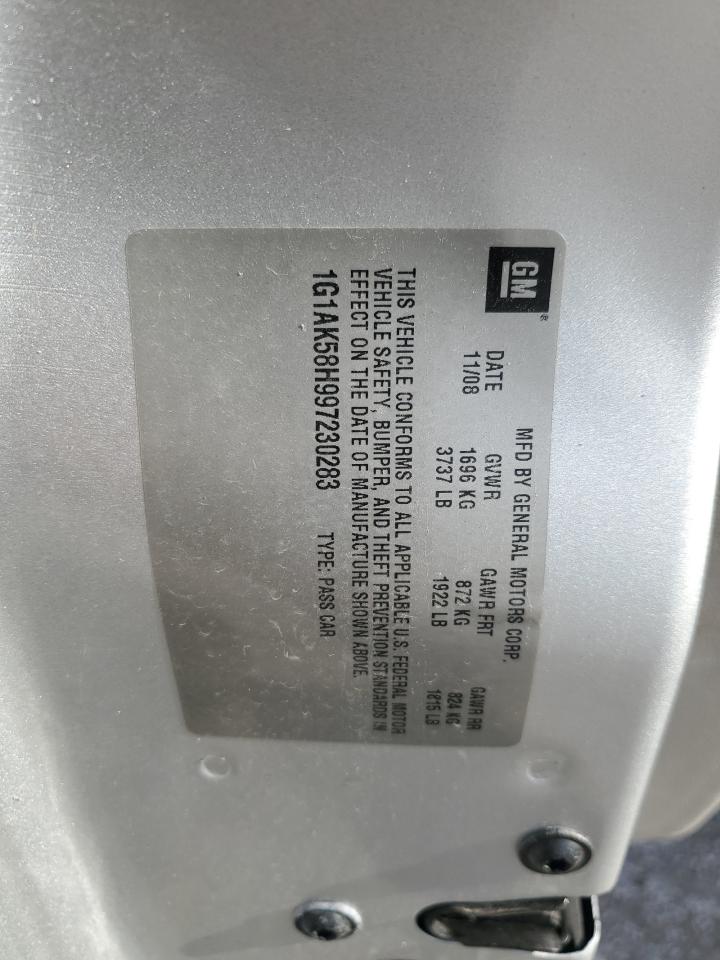 GM®
MFD BY GENERAL MOTORS CORP.
DATE GVWR GAWR FRT GAWR RR
11/08 1696 KG 872 KG 824 KG
3737 LB 1922 LB 1815 LB
THIS VEHICLE CONFORMS TO ALL APPLICABLE U.S. FEDERAL MOTOR
VEHICLE SAFETY, BUMPER, AND THEFT PREVENTION STANDARDS IN
EFFECT ON THE DATE OF MANUFACTURE SHOWN ABOVE.
1G1AK58H997230283 TYPE: PASS CAR